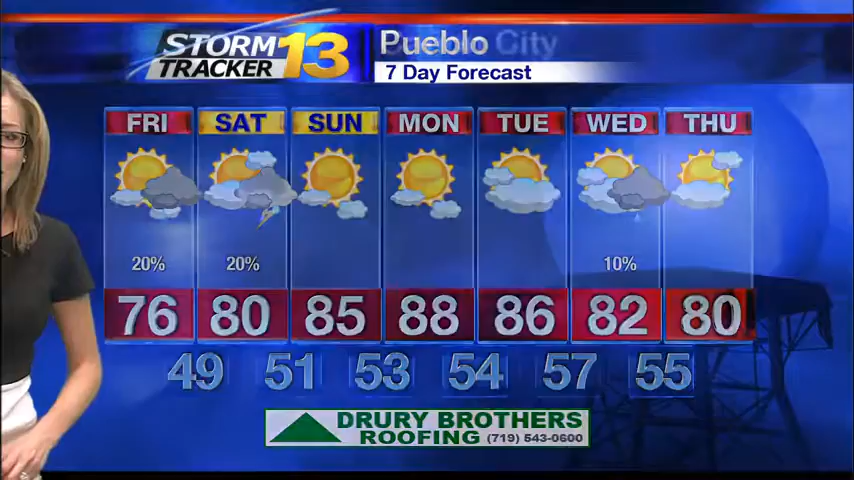 STORM 13
TRACKER
Pueblo City
7 Day Forecast
FRI SAT SUN MON TUE WED THU
20% 20% 10%
76 80 85 88 86 82 80
49 51 53 54 57 55
DRURY BROTHERS
ROOFING (719) 543-0600